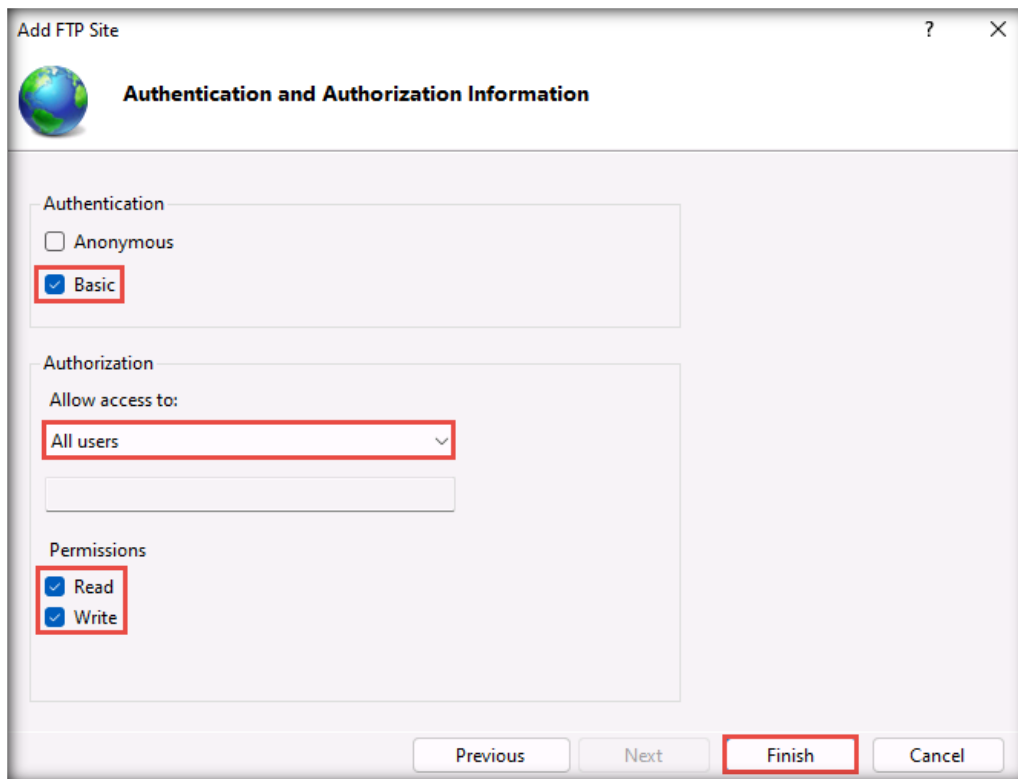 Add FTP Site ?
Authentication and Authorization Information
Authentication
Anonymous
Basic
Authorization
Allow access to:
All users
Permissions
Read
Write
Previous Next Finish Cancel